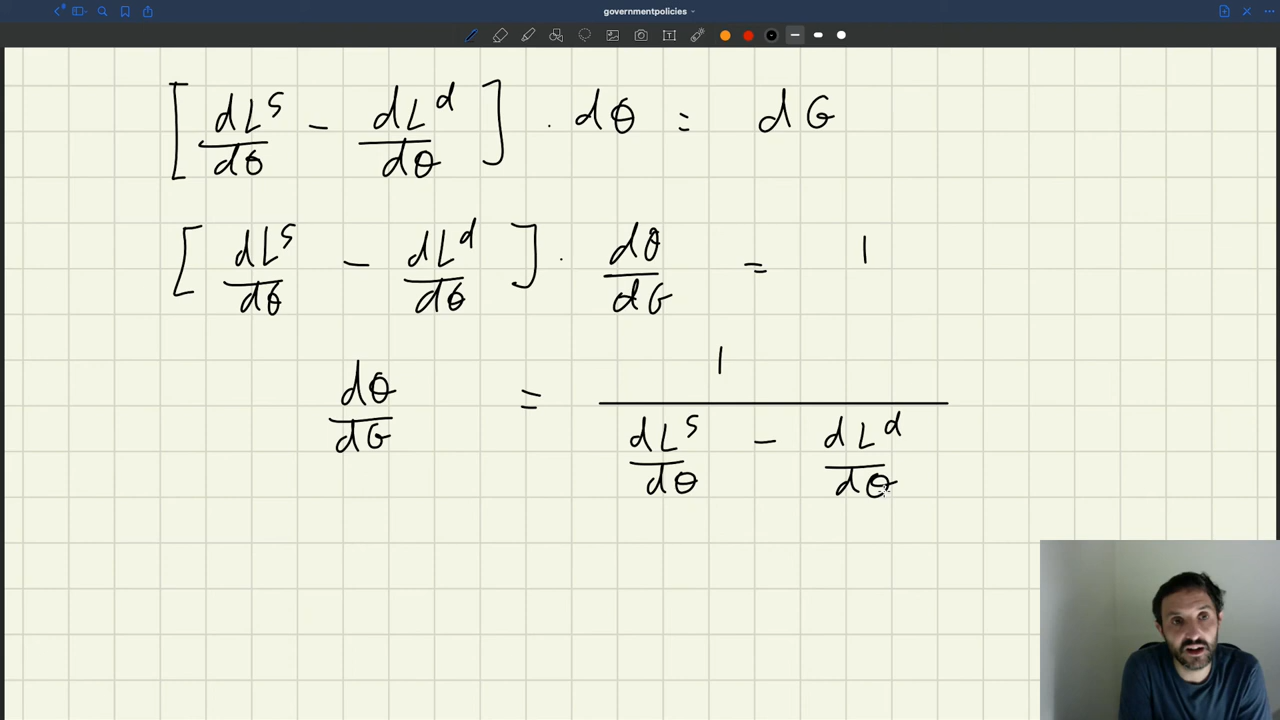 governmentpolicies
[dL^s/dθ − dL^d/dθ] · dθ = dG
[dL^s/dθ − dL^d/dθ] · dθ/dG = 1
dθ/dG = 1/(dL^s/dθ − dL^d/dθ)